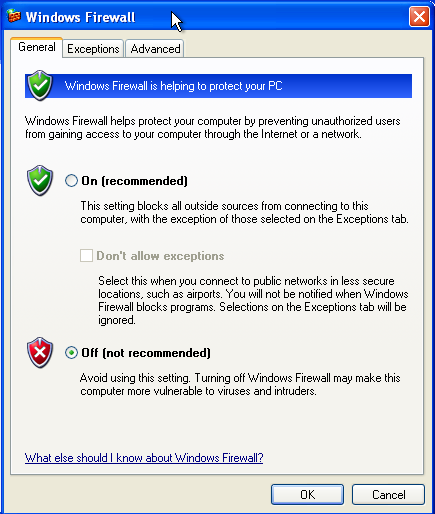 Windows Firewall
General
Exceptions
Advanced
Windows Firewall is helping to protect your PC
Windows Firewall helps protect your computer by preventing unauthorized users
from gaining access to your computer through the Internet or a network.
On (recommended)
This setting blocks all outside sources from connecting to this
computer, with the exception of those selected on the Exceptions tab.
Don't allow exceptions
Select this when you connect to public networks in less secure
locations, such as airports. You will not be notified when Windows
Firewall blocks programs. Selections on the Exceptions tab will be
ignored.
Off (not recommended)
Avoid using this setting. Turning off Windows Firewall may make this
computer more vulnerable to viruses and intruders.
What else should I know about Windows Firewall?
OK
Cancel